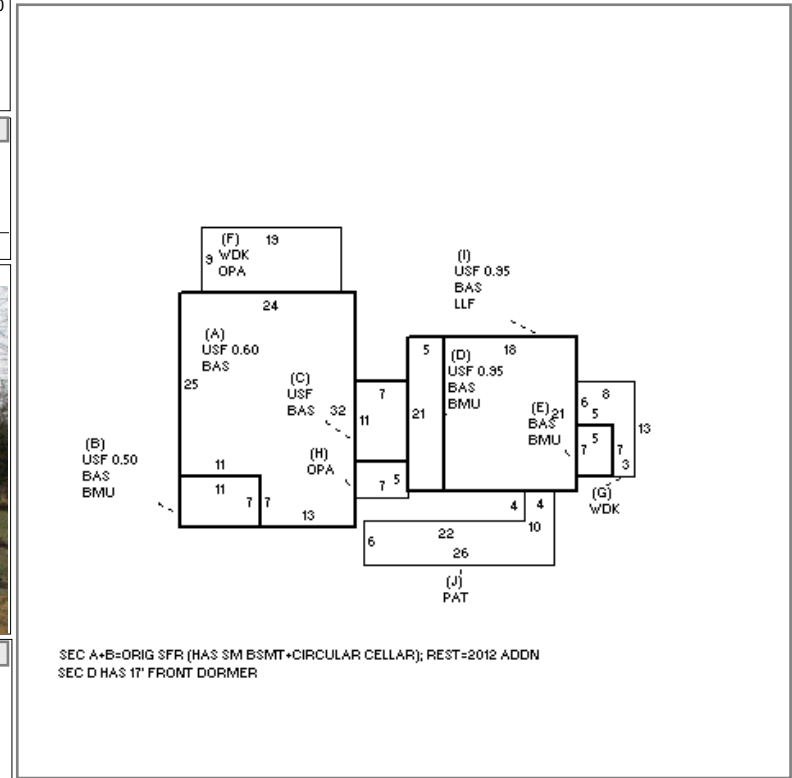 (F) 19
9 WDK
OPA
24
(A)
USF 0.60
BAS
25
(I)
USF 0.95
BAS
LLF
5
(D) 18
USF 0.95
BAS
BMU
(C)
USF
BAS 32
7
11
21
(E) 21
BAS
BMU
6 8
5
13
5
7 7
3
(B)
USF 0.50
BAS
BMU
11
11
7 7
13
(H)
OPA
7 5
(G)
WDK
4 4
10
6 22
26
(J)
PAT
SEC A+B=ORIG SFR (HAS SM BSMT+CIRCULAR CELLAR); REST=2012 ADDN
SEC D HAS 17' FRONT DORMER